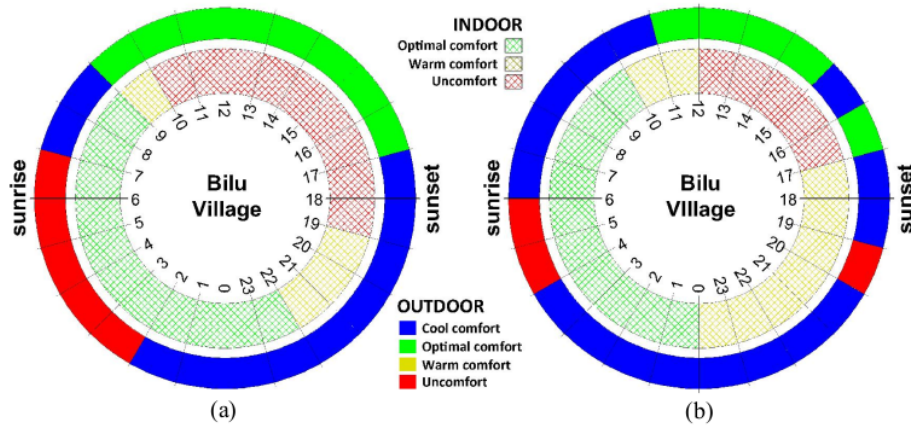 INDOOR
Optimal comfort
Warm comfort
Uncomfort
sunrise
Bilu
Village
sunset
0
1
2
3
4
5
6
7
8
9
10
11
12
13
14
15
16
17
18
19
20
21
22
23
OUTDOOR
Cool comfort
Optimal comfort
Warm comfort
Uncomfort
(a)
sunrise
Bilu
VIllage
sunset
0
1
2
3
4
5
6
7
8
9
10
11
12
13
14
15
16
17
18
19
20
21
22
23
(b)